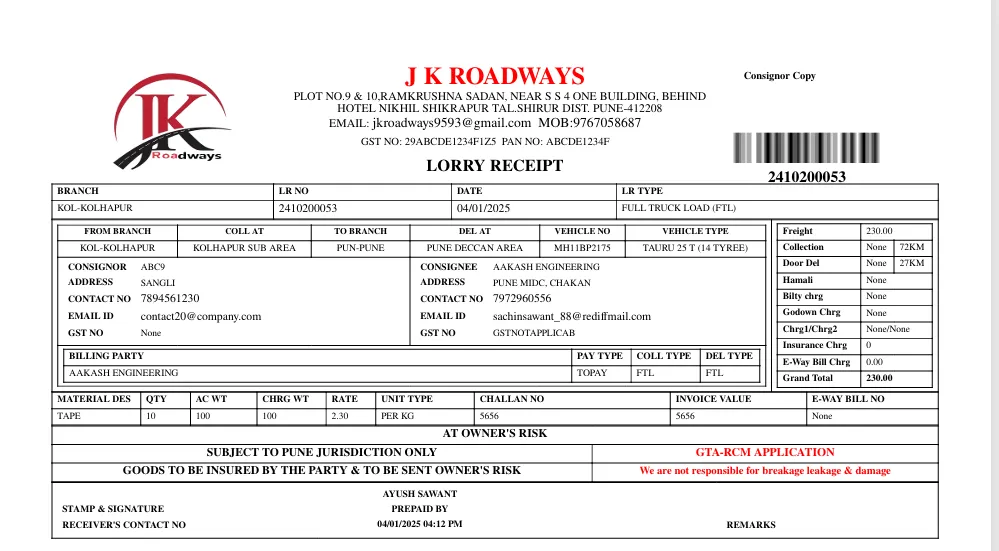 JK
Roadways
J K ROADWAYS
Consignor Copy
PLOT NO.9 & 10,RAMKRUSHNA SADAN, NEAR S S 4 ONE BUILDING, BEHIND
HOTEL NIKHIL SHIKRAPUR TAL.SHIRUR DIST. PUNE-412208
EMAIL: jkroadways9593@gmail.com MOB:9767058687
GST NO: 29ABCDE1234F1Z5 PAN NO: ABCDE1234F
LORRY RECEIPT
2410200053
BRANCH LR NO DATE LR TYPE
KOL-KOLHAPUR 2410200053 04/01/2025 FULL TRUCK LOAD (FTL)
FROM BRANCH COLL AT TO BRANCH DEL AT VEHICLE NO VEHICLE TYPE
KOL-KOLHAPUR KOLHAPUR SUB AREA PUN-PUNE PUNE DECCAN AREA MH11BP2175 TAURU 25 T (14 TYREE)
CONSIGNOR ABC9
ADDRESS SANGLI
CONTACT NO 7894561230
EMAIL ID contact20@company.com
GST NO None
CONSIGNEE AAKASH ENGINEERING
ADDRESS PUNE MIDC, CHAKAN
CONTACT NO 7972960556
EMAIL ID sachinsawant_88@rediffmail.com
GST NO GSTNOTAPPLICAB
BILLING PARTY PAY TYPE COLL TYPE DEL TYPE
AAKASH ENGINEERING TOPAY FTL FTL
Freight 230.00
Collection None 72KM
Door Del None 27KM
Hamali None
Bilty chrg None
Godown Chrg None
Chrg1/Chrg2 None/None
Insurance Chrg 0
E-Way Bill Chrg 0.00
Grand Total 230.00
MATERIAL DES QTY AC WT CHRG WT RATE UNIT TYPE CHALLAN NO INVOICE VALUE E-WAY BILL NO
TAPE 10 100 100 2.30 PER KG 5656 5656 None
AT OWNER'S RISK
SUBJECT TO PUNE JURISDICTION ONLY GTA-RCM APPLICATION
GOODS TO BE INSURED BY THE PARTY & TO BE SENT OWNER'S RISK We are not responsible for breakage leakage & damage
AYUSH SAWANT
STAMP & SIGNATURE PREPAID BY
RECEIVER'S CONTACT NO 04/01/2025 04:12 PM REMARKS